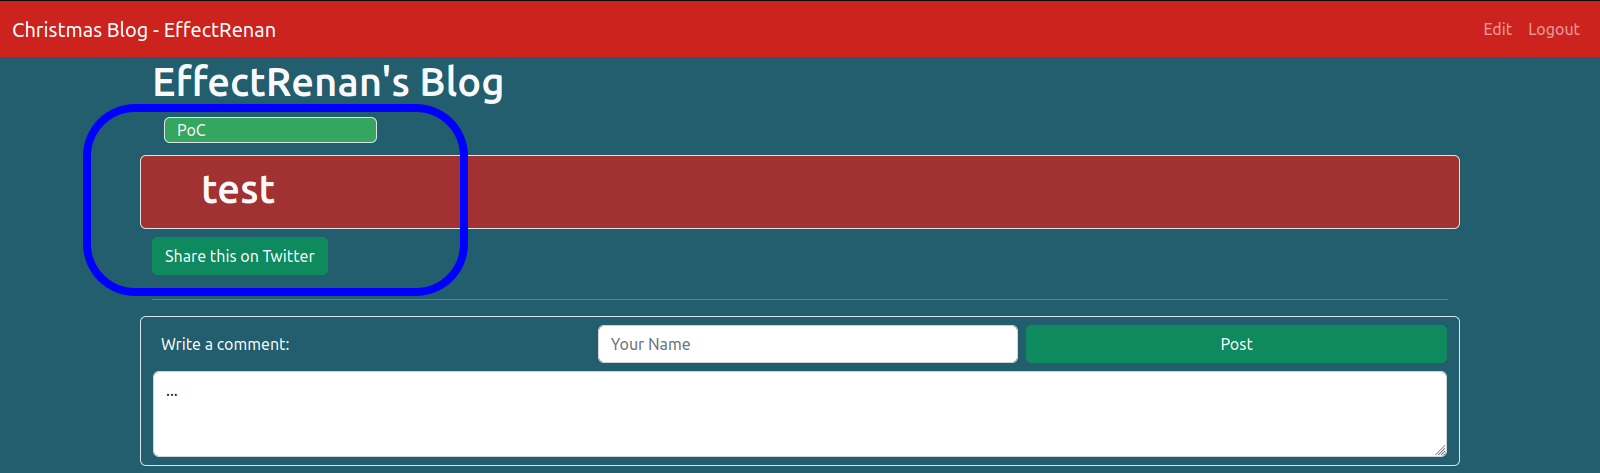 Christmas Blog - EffectRenan Edit Logout
EffectRenan's Blog
PoC
test
Share this on Twitter
Write a comment: Your Name Post
...